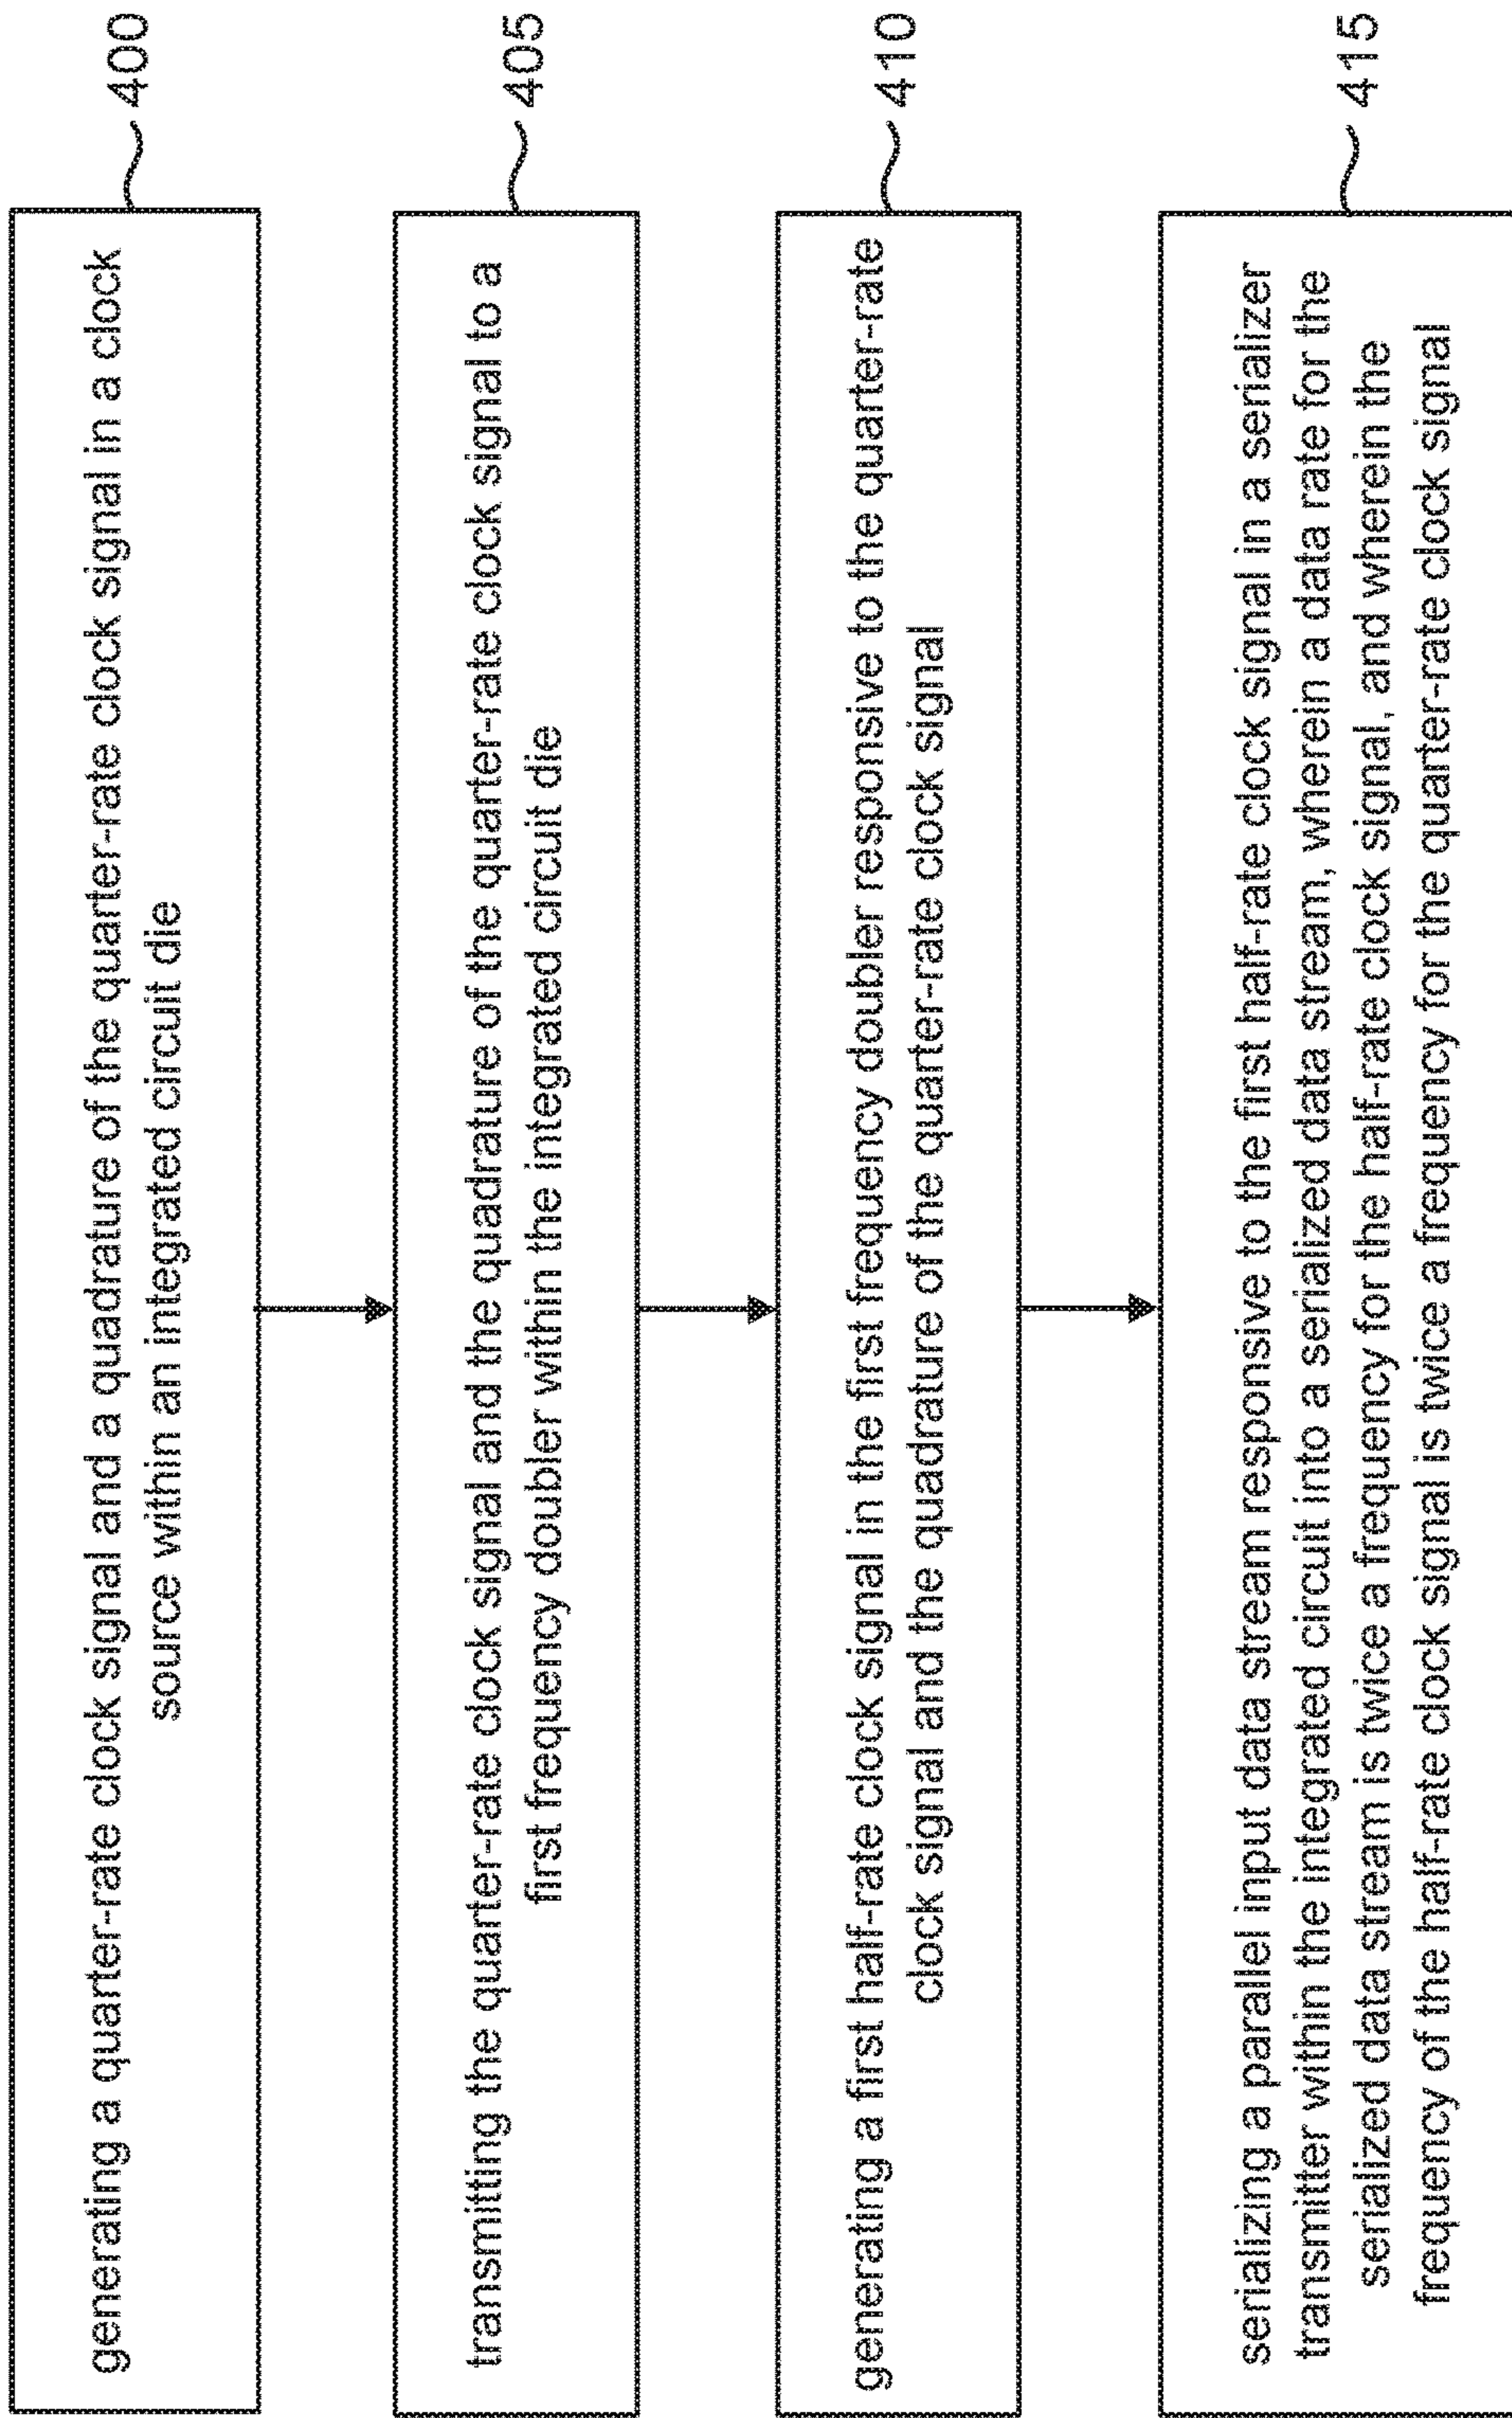 generating a quarter-rate clock signal and a quadrature of the quarter-rate clock signal in a clock
source within an integrated circuit die
400
transmitting the quarter-rate clock signal and the quadrature of the quarter-rate clock signal to a
first frequency doubler within the integrated circuit die
405
generating a first half-rate clock signal in the first frequency doubler responsive to the quarter-rate
clock signal and the quadrature of the quarter-rate clock signal
410
serializing a parallel input data stream responsive to the first half-rate clock signal in a serializer
transmitter within the integrated circuit into a serialized data stream, wherein a data rate for the
serialized data stream is twice a frequency for the half-rate clock signal, and wherein the
frequency of the half-rate clock signal is twice a frequency for the quarter-rate clock signal
415